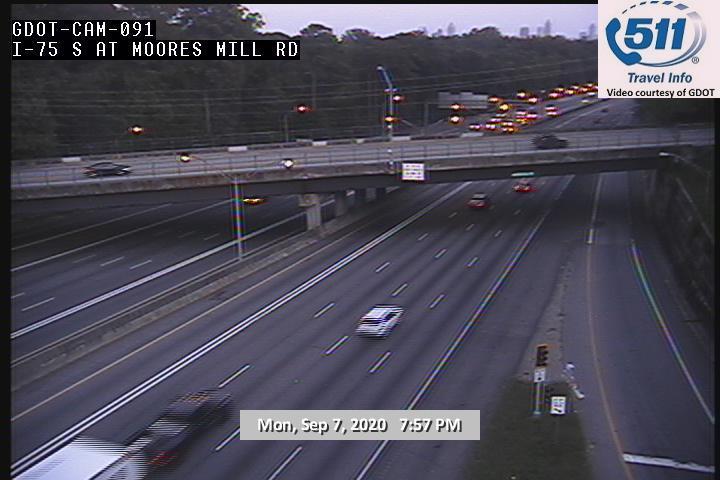 GDOT-CAM-091
I-75 S AT MOORES MILL RD
511
Travel Info
Video courtesy of GDOT
Mon, Sep 7, 2020 7:57 PM